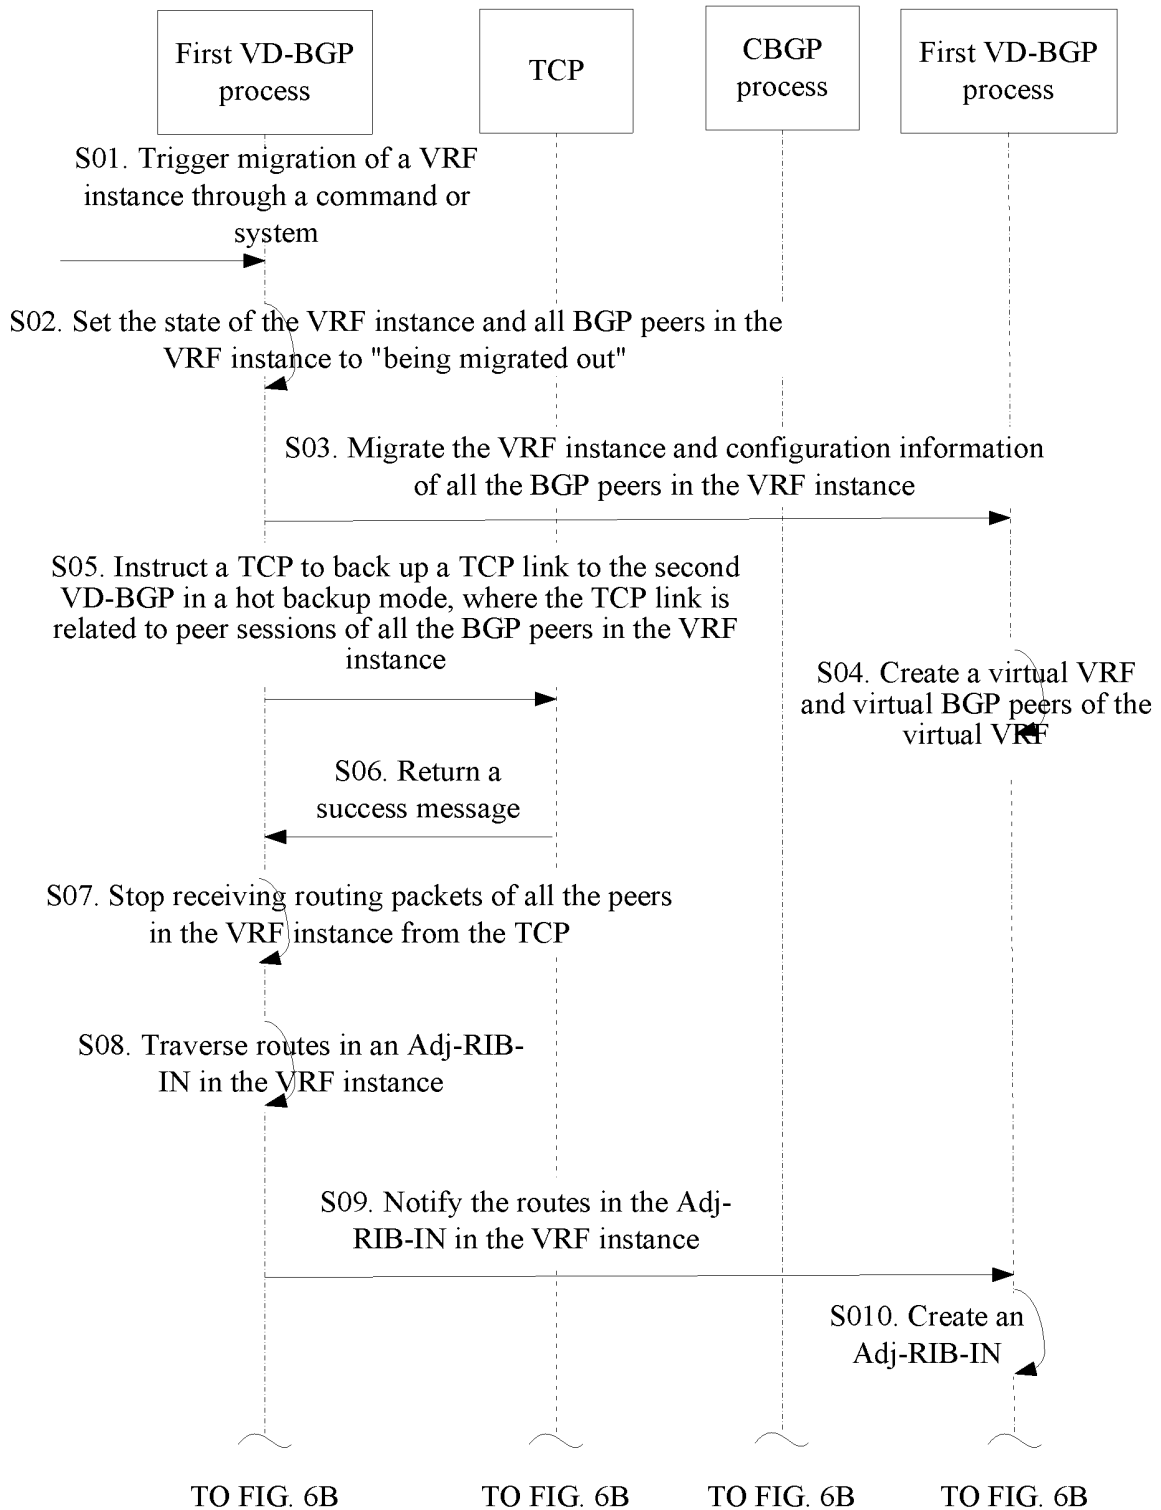 First VD-BGP
process
TCP
CBGP
process
First VD-BGP
process
S01. Trigger migration of a VRF
instance through a command or
system
S02. Set the state of the VRF instance and all BGP peers in the
VRF instance to "being migrated out"
S03. Migrate the VRF instance and configuration information
of all the BGP peers in the VRF instance
S05. Instruct a TCP to back up a TCP link to the second
VD-BGP in a hot backup mode, where the TCP link is
related to peer sessions of all the BGP peers in the VRF
instance
S04. Create a virtual VRF
and virtual BGP peers of the
virtual VRF
S06. Return a
success message
S07. Stop receiving routing packets of all the peers
in the VRF instance from the TCP
S08. Traverse routes in an Adj-RIB-
IN in the VRF instance
S09. Notify the routes in the Adj-
RIB-IN in the VRF instance
S010. Create an
Adj-RIB-IN
TO FIG. 6B
TO FIG. 6B
TO FIG. 6B
TO FIG. 6B